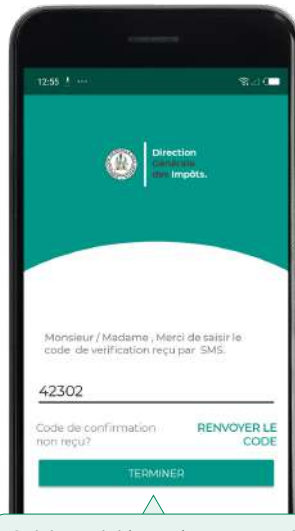 12:55
Direction
Générale
des Impôts.
Monsieur / Madame , Merci de saisir le
code de verification reçu par SMS.
42302
Code de confirmation
non reçu?
RENVOYER LE
CODE
TERMINER